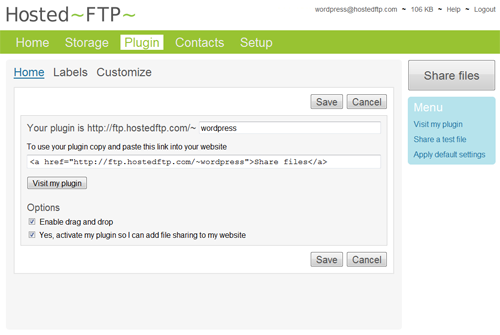 Hosted~FTP~
wordpress@hostedftp.com ~ 106 KB ~ Help ~ Logout
Home Storage Plugin Contacts Setup
Home Labels Customize
Share files
Save Cancel
Menu
Visit my plugin
Share a test file
Apply default settings
Your plugin is http://ftp.hostedftp.com/~ wordpress
To use your plugin copy and paste this link into your website
<a href="http://ftp.hostedftp.com/~wordpress">Share files</a>
Visit my plugin
Options
Enable drag and drop
Yes, activate my plugin so I can add file sharing to my website
Save Cancel